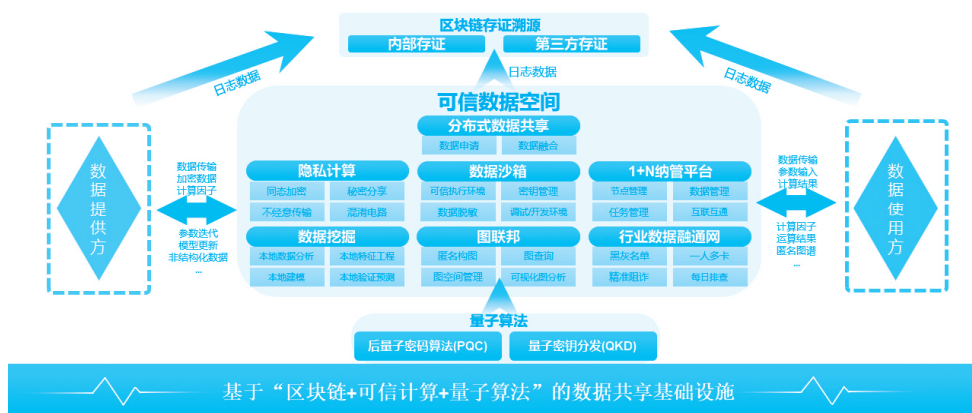 区块链存证溯源
内部存证
第三方存证
日志数据
日志数据
日志数据
可信数据空间
分布式数据共享
数据申请
数据融合
数据提供方
数据传输
加密数据
计算因子
参数迭代
模型更新
非结构化数据
...
隐私计算
同态加密
秘密分享
不经意传输
混淆电路
数据沙箱
可信执行环境
密钥管理
数据脱敏
调试/开发环境
1+N纳管平台
节点管理
数据管理
任务管理
互联互通
数据挖掘
本地数据分析
本地特征工程
本地建模
本地验证预测
图联邦
匿名构图
图查询
图空间管理
可视化图分析
行业数据融通网
黑灰名单
一人多卡
精准阻诈
每日排查
数据传输
参数输入
计算结果
计算因子
运算结果
匿名图谱
...
数据使用方
量子算法
后量子密码算法(PQC)
量子密钥分发(QKD)
基于“区块链+可信计算+量子算法”的数据共享基础设施